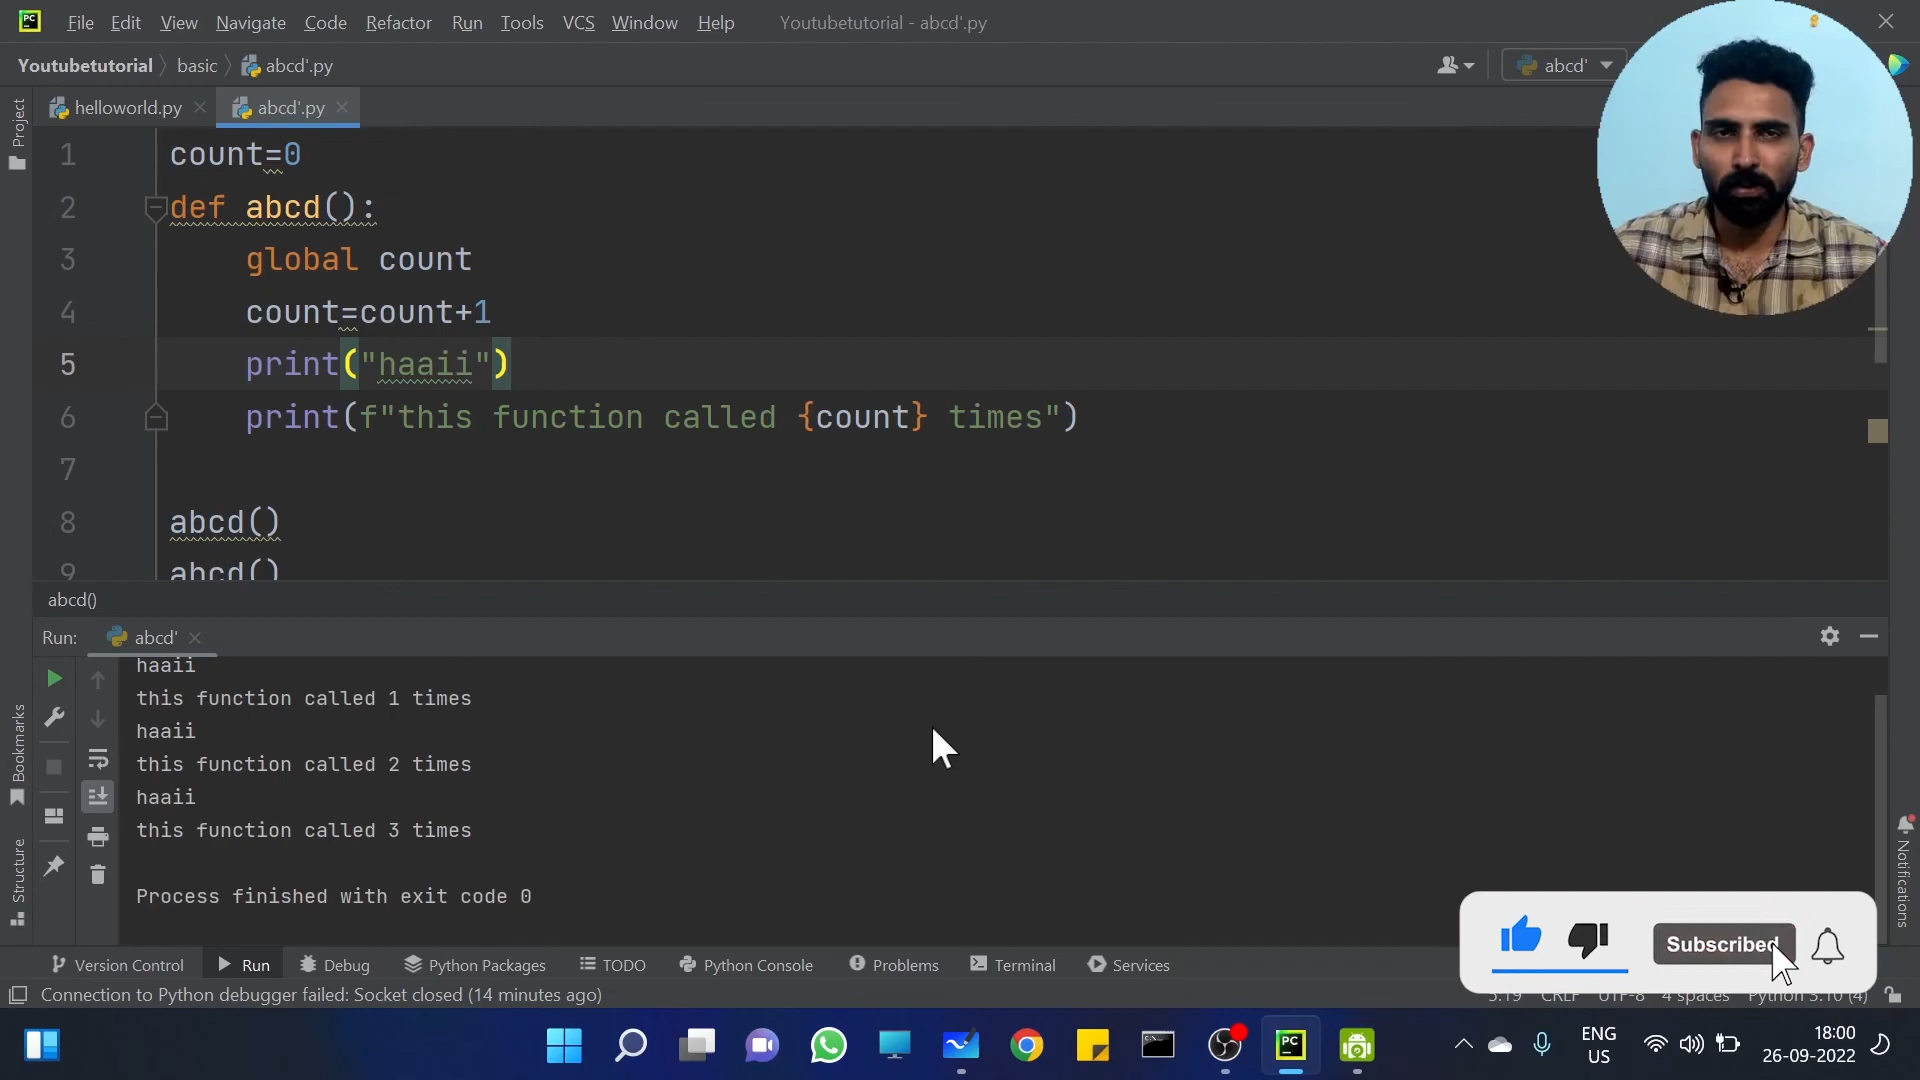 File Edit View Navigate Code Refactor Run Tools VCS Window Help Youtubetutorial - abcd'.py
Youtubetutorial basic abcd'.py abcd'
Project
helloworld.py abcd'.py
1 count=0
2 def abcd():
3 global count
4 count=count+1
5 print("haaii")
6 print(f"this function called {count} times")
7
8 abcd()
9 abcd()
abcd()
Run: abcd'
haaii
this function called 1 times
haaii
this function called 2 times
haaii
this function called 3 times
Process finished with exit code 0
Bookmarks
Structure
Notifications
Subscribed
Version Control Run Debug Python Packages TODO Python Console Problems Terminal Services
Connection to Python debugger failed: Socket closed (14 minutes ago) 5:19 CRLF UTF-8 4 spaces Python 3.10 (4)
PC
ENG
US
18:00
26-09-2022